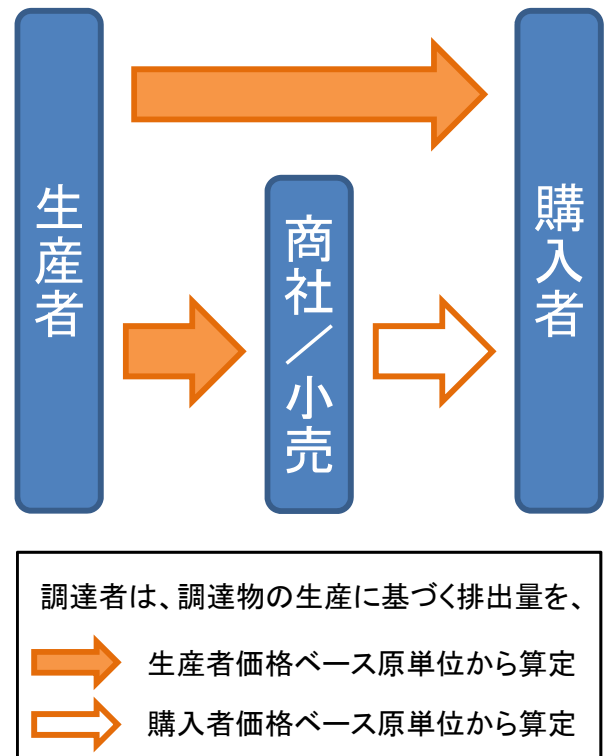 生産者
商社／小売
購入者
調達者は、調達物の生産に基づく排出量を、
生産者価格ベース原単位から算定
購入者価格ベース原単位から算定